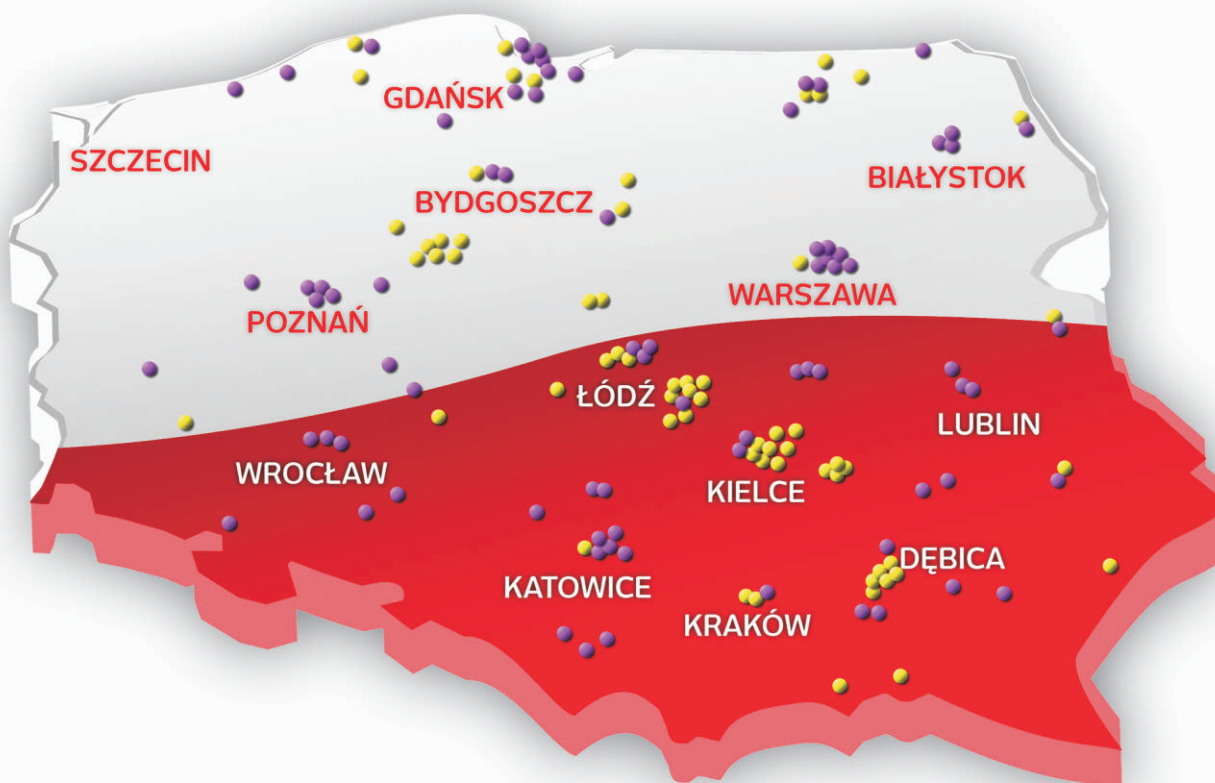 GDAŃSK
SZCZECIN
BIAŁYSTOK
BYDGOSZCZ
WARSZAWA
POZNAŃ
ŁÓDŹ
LUBLIN
WROCŁAW
KIELCE
DĘBICA
KATOWICE
KRAKÓW